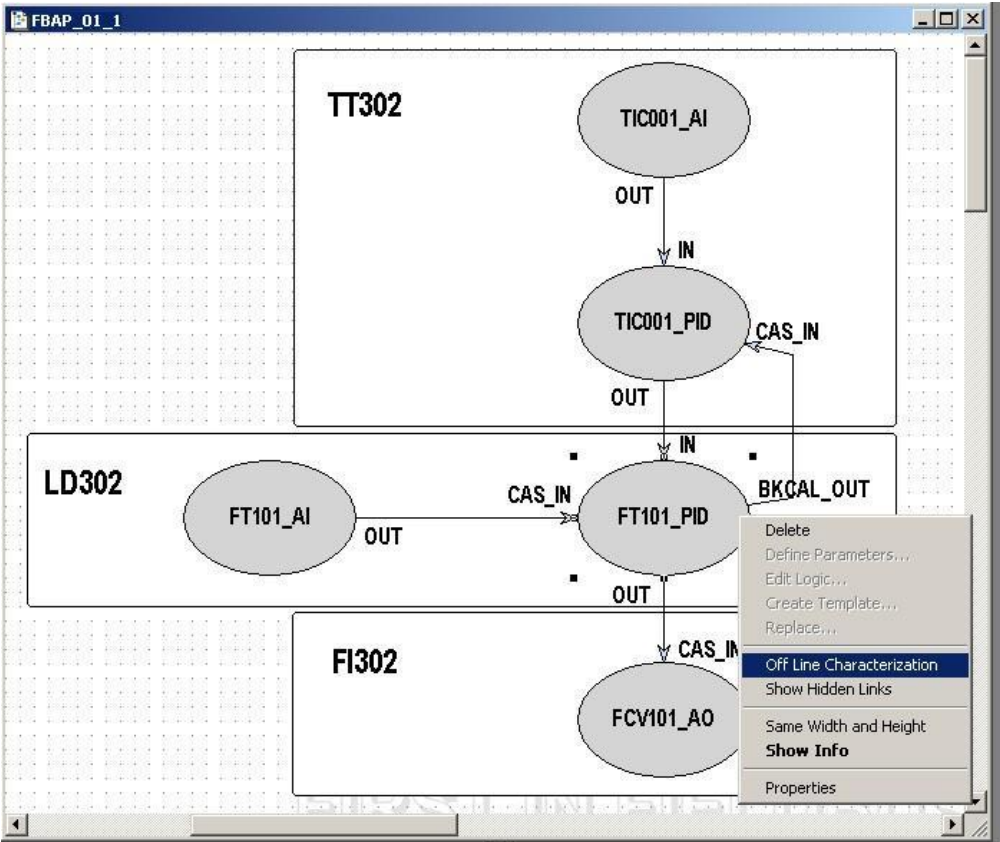 FBAP_01_1
TT302
TIC001_AI
OUT
IN
TIC001_PID
CAS_IN
OUT
IN
LD302
CAS_IN
BKCAL_OUT
FT101_AI
FT101_PID
OUT
Delete
Define Parameters...
Edit Logic...
Create Template...
Replace...
Off Line Characterization
Show Hidden Links
Same Width and Height
Show Info
Properties
OUT
FI302
CAS_IN
FCV101_AO